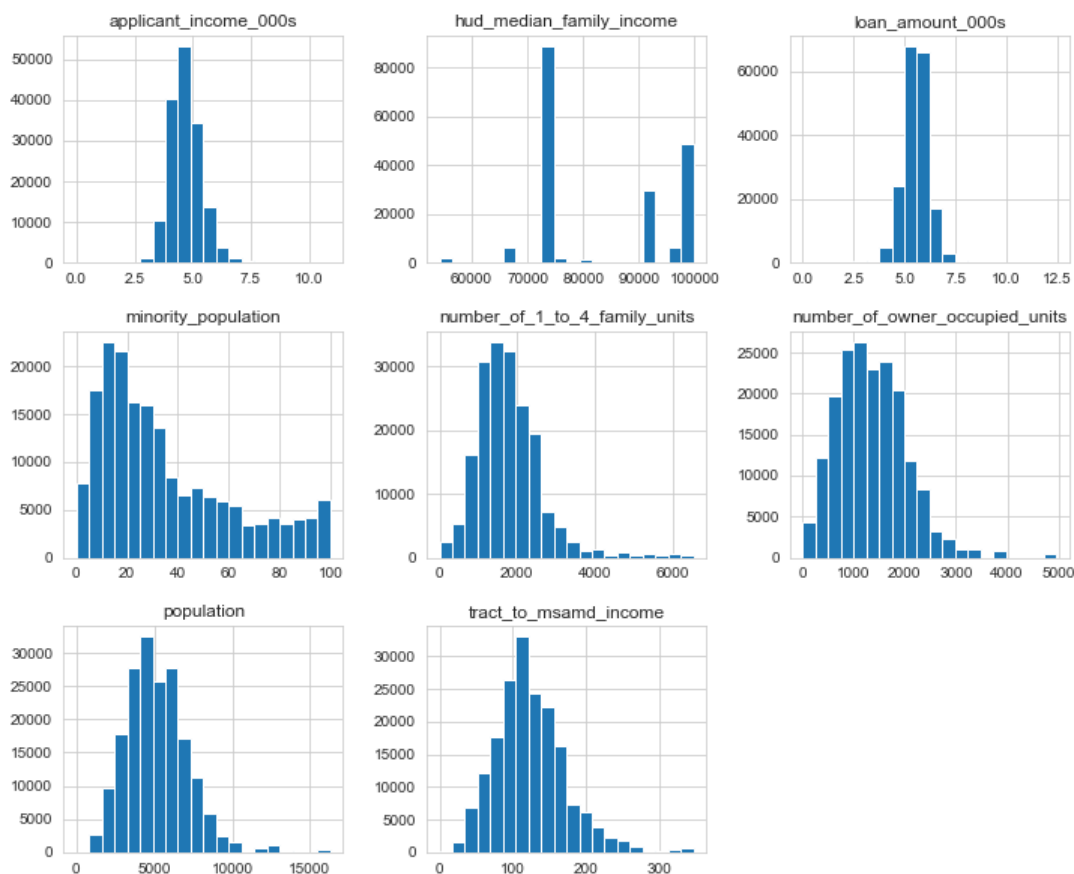 applicant_income_000s
50000
40000
30000
20000
10000
0
0.0 2.5 5.0 7.5 10.0
hud_median_family_income
80000
60000
40000
20000
0
60000 70000 80000 90000 100000
loan_amount_000s
60000
40000
20000
0
0.0 2.5 5.0 7.5 10.0 12.5
minority_population
20000
15000
10000
5000
0
0 20 40 60 80 100
number_of_1_to_4_family_units
30000
20000
10000
0
0 2000 4000 6000
number_of_owner_occupied_units
25000
20000
15000
10000
5000
0
0 1000 2000 3000 4000 5000
population
30000
25000
20000
15000
10000
5000
0
0 5000 10000 15000
tract_to_msamd_income
30000
25000
20000
15000
10000
5000
0
0 100 200 300